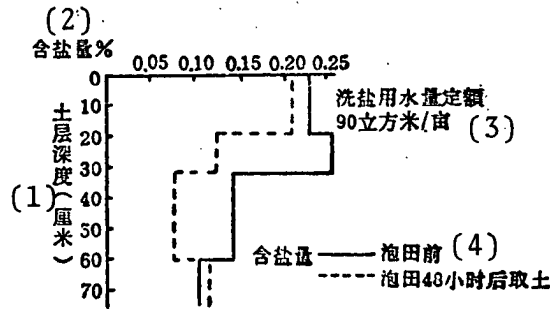 (2)
含盐量%
0.05 0.10 0.15 0.20 0.25
0
10
20
30
40
50
60
70
(1)
土层深度(厘米)
洗盐用水量定额
90立方米/亩 (3)
含盐量 —— 泡田前 (4)
----- 泡田48小时后取土